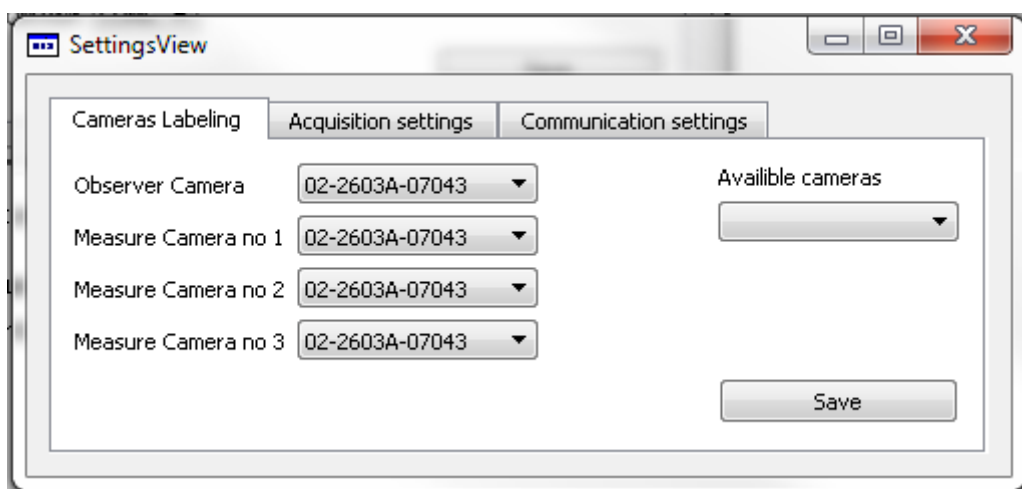 SettingsView
Cameras Labeling
Acquisition settings
Communication settings
Observer Camera
02-2603A-07043
Availible cameras
Measure Camera no 1
02-2603A-07043
Measure Camera no 2
02-2603A-07043
Measure Camera no 3
02-2603A-07043
Save